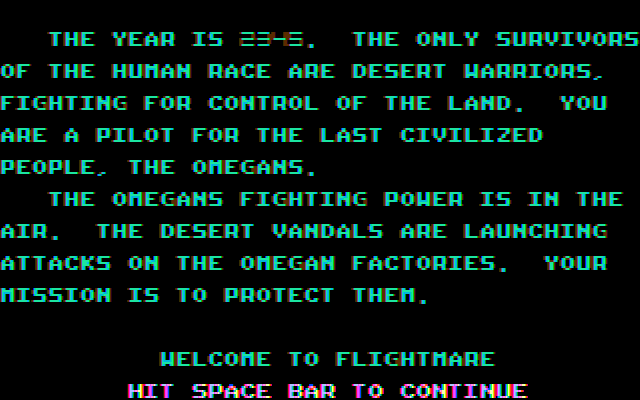 THE YEAR IS 2345. THE ONLY SURVIVORS
OF THE HUMAN RACE ARE DESERT WARRIORS,
FIGHTING FOR CONTROL OF THE LAND. YOU
ARE A PILOT FOR THE LAST CIVILIZED
PEOPLE, THE OMEGANS.
THE OMEGANS FIGHTING POWER IS IN THE
AIR. THE DESERT VANDALS ARE LAUNCHING
ATTACKS ON THE OMEGAN FACTORIES. YOUR
MISSION IS TO PROTECT THEM.
WELCOME TO FLIGHTMARE
HIT SPACE BAR TO CONTINUE